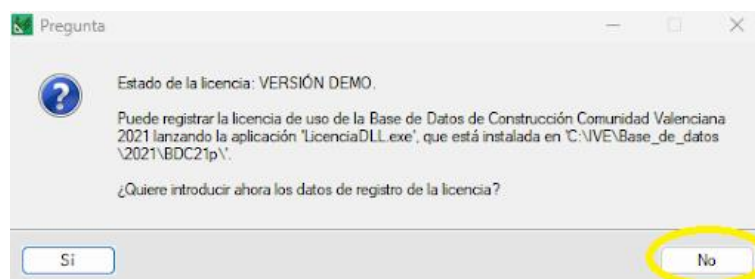 Pregunta
Estado de la licencia: VERSIÓN DEMO.
Puede registrar la licencia de uso de la Base de Datos de Construcción Comunidad Valenciana
2021 lanzando la aplicación 'LicenciaDLL.exe', que está instalada en 'C:\IVE\Base_de_datos
\2021\BDC21p\'.
¿Quiere introducir ahora los datos de registro de la licencia?
Sí
No